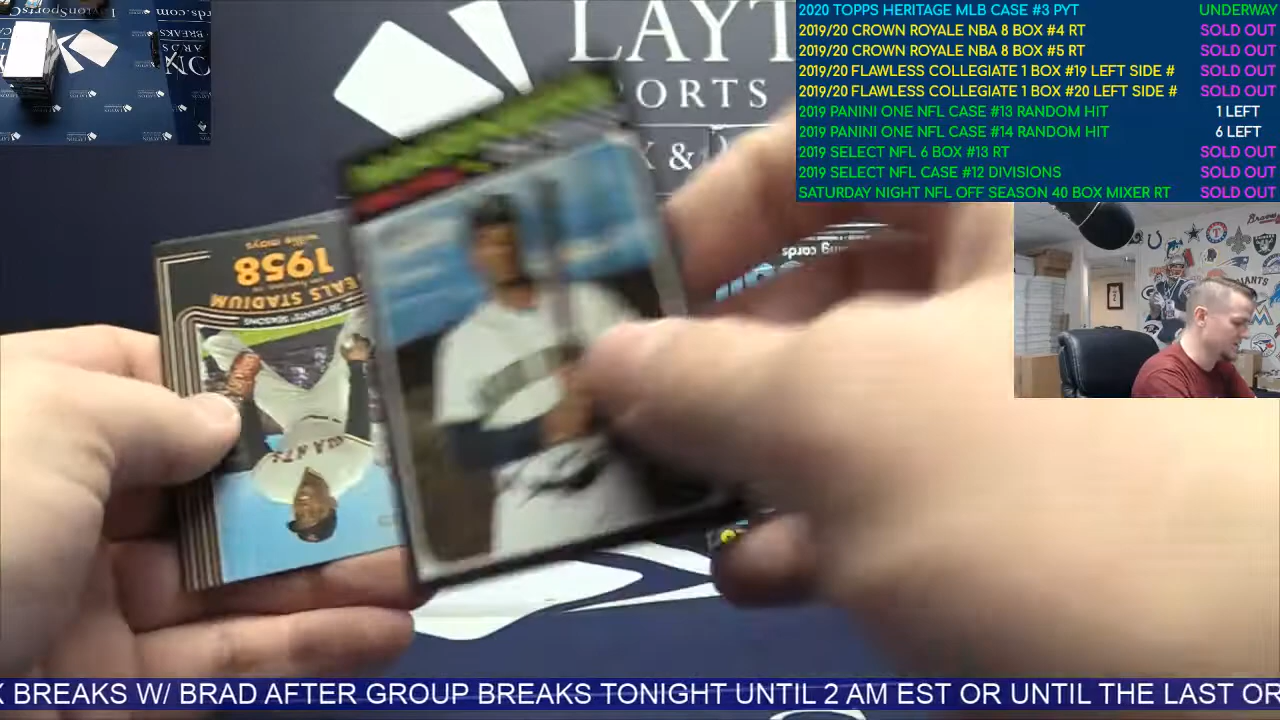 LAYT
PORTS
X &
2020 TOPPS HERITAGE MLB CASE #3 PYT UNDERWAY
2019/20 CROWN ROYALE NBA 8 BOX #4 RT SOLD OUT
2019/20 CROWN ROYALE NBA 8 BOX #5 RT SOLD OUT
2019/20 FLAWLESS COLLEGIATE 1 BOX #19 LEFT SIDE # SOLD OUT
2019/20 FLAWLESS COLLEGIATE 1 BOX #20 LEFT SIDE # SOLD OUT
2019 PANINI ONE NFL CASE #13 RANDOM HIT 1 LEFT
2019 PANINI ONE NFL CASE #14 RANDOM HIT 6 LEFT
2019 SELECT NFL 6 BOX #13 RT SOLD OUT
2019 SELECT NFL CASE #12 DIVISIONS SOLD OUT
SATURDAY NIGHT NFL OFF SEASON 40 BOX MIXER RT SOLD OUT
willie mays
1958
EALS STADIUM
GIANTS
X BREAKS W/ BRAD AFTER GROUP BREAKS TONIGHT UNTIL 2 AM EST OR UNTIL THE LAST OR